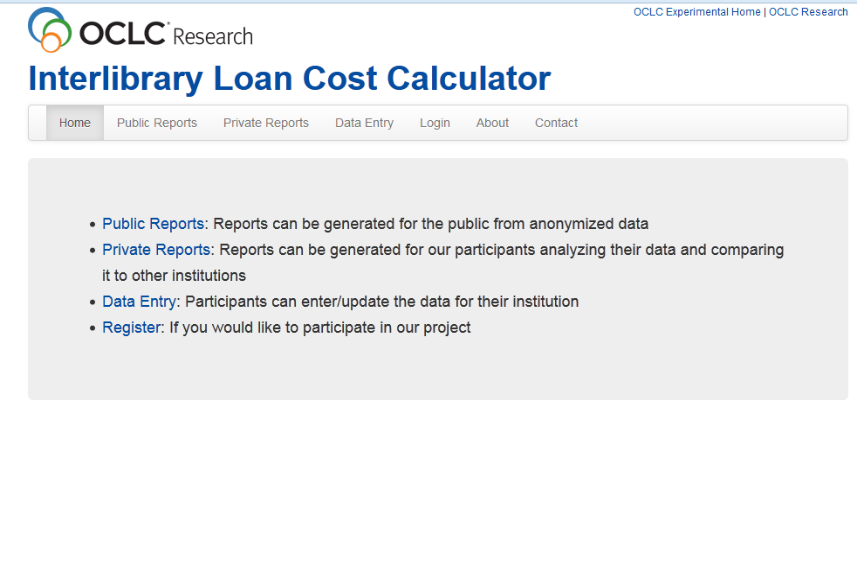 OCLC Experimental Home | OCLC Research
OCLC Research
Interlibrary Loan Cost Calculator
Home Public Reports Private Reports Data Entry Login About Contact
• Public Reports: Reports can be generated for the public from anonymized data
• Private Reports: Reports can be generated for our participants analyzing their data and comparing
it to other institutions
• Data Entry: Participants can enter/update the data for their institution
• Register: If you would like to participate in our project